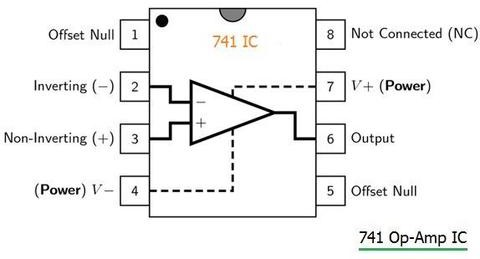 741 IC
Offset Null 1
8 Not Connected (NC)
Inverting (−) 2
7 V+ (Power)
−
Non-Inverting (+) 3
+
6 Output
(Power) V− 4
5 Offset Null
741 Op-Amp IC